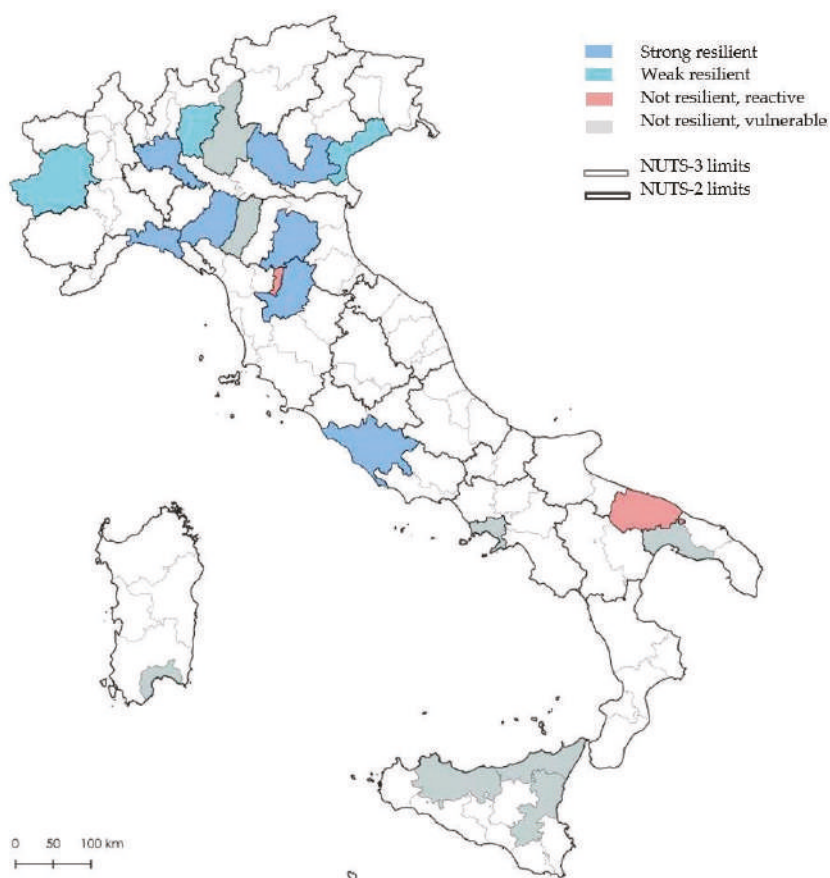 Strong resilient
Weak resilient
Not resilient, reactive
Not resilient, vulnerable
NUTS-3 limits
NUTS-2 limits
0 50 100 km